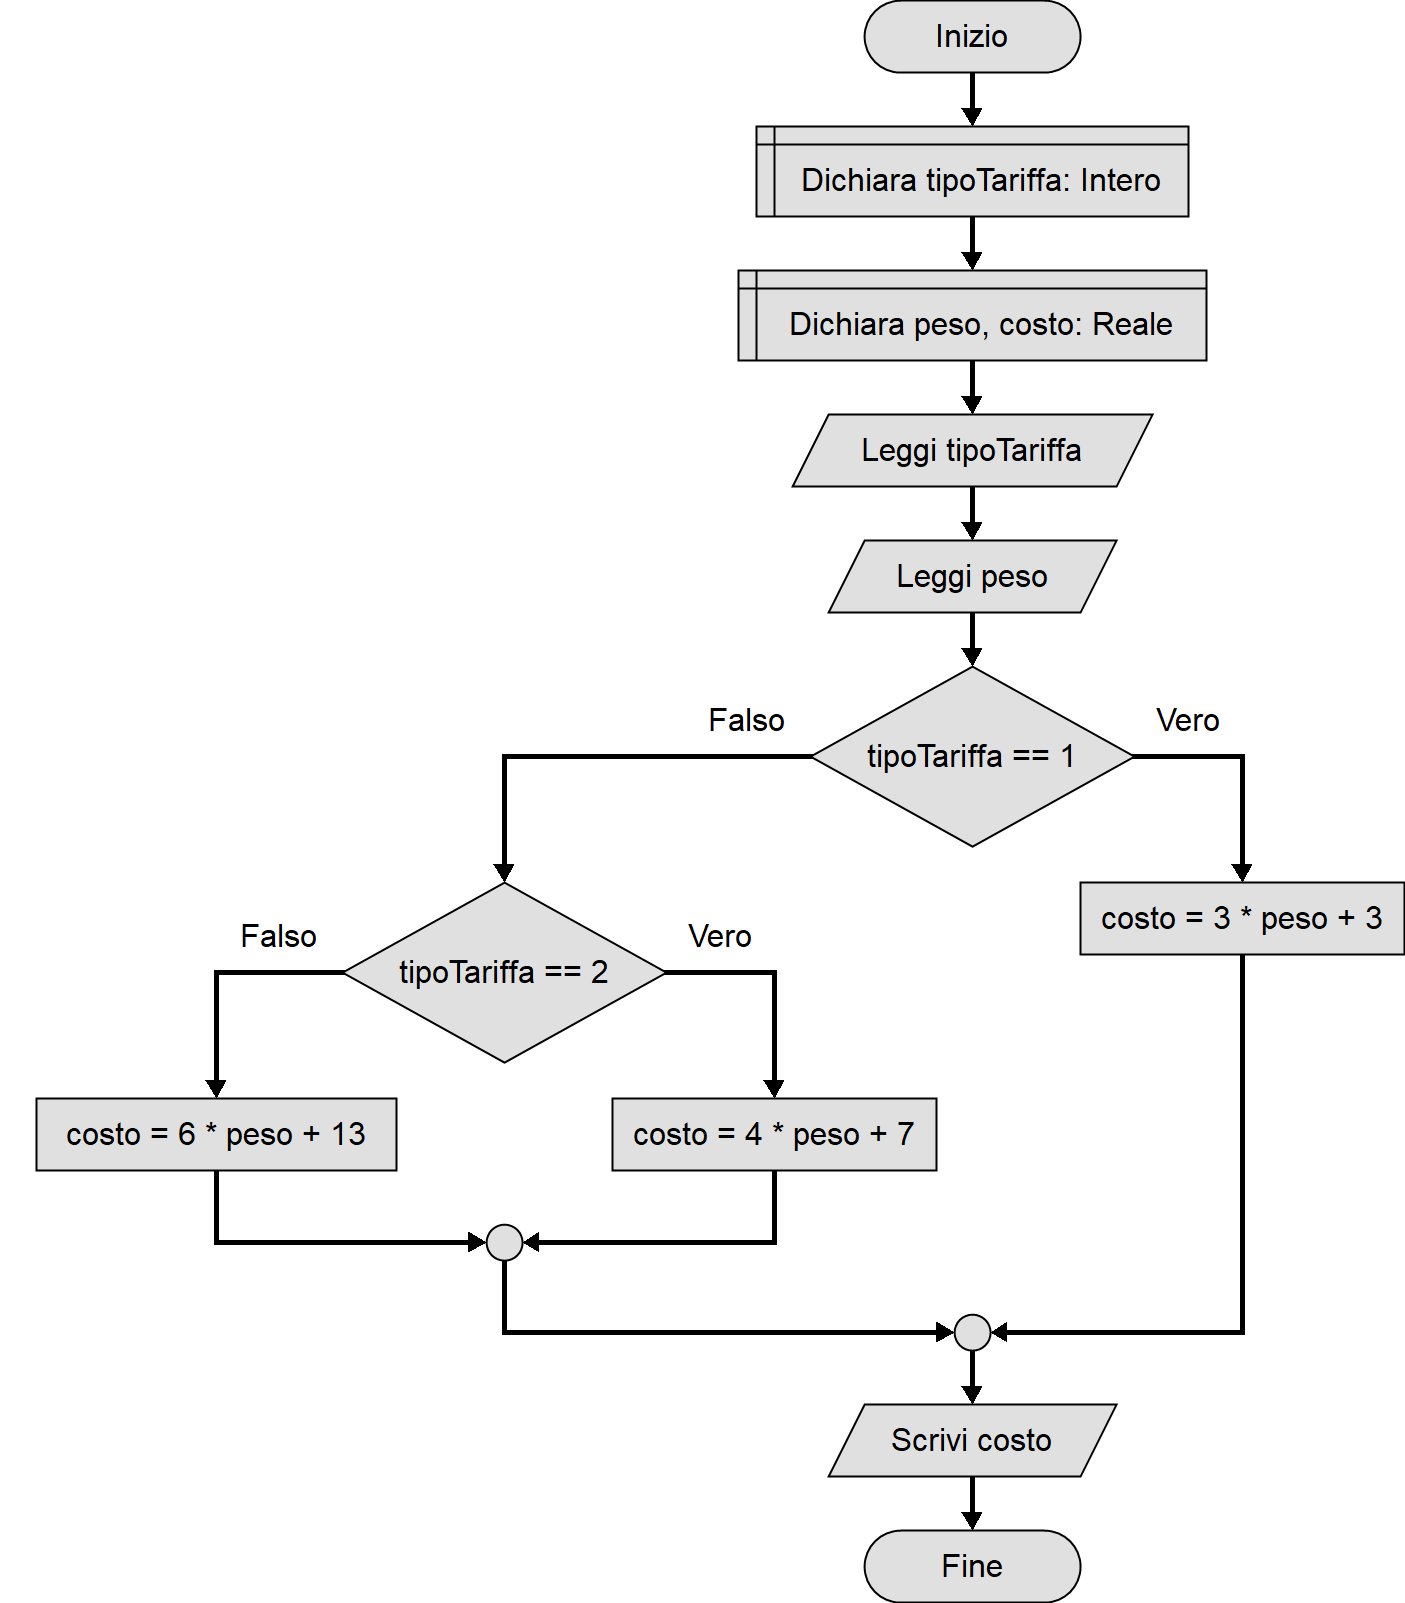 Inizio
Dichiara tipoTariffa: Intero
Dichiara peso, costo: Reale
Leggi tipoTariffa
Leggi peso
Falso
Vero
tipoTariffa == 1
costo = 3 * peso + 3
Falso
Vero
tipoTariffa == 2
costo = 6 * peso + 13
costo = 4 * peso + 7
Scrivi costo
Fine